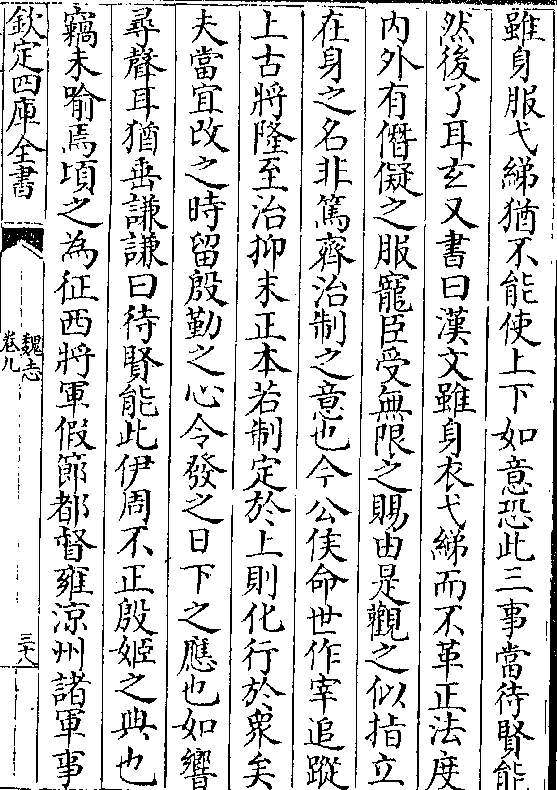 雖身服弋綈猶不能使上下如意恐此三事當待賢能
然後了耳玄又書曰漢文雖身衣弋綈而不革正法度
内外有僭儗之服寵臣受無限之賜由是觀之似指立
在身之名非篤齊治制之意也今公侯命世作宰追蹤
上古將隆至治抑末正本若制定於上則化行於衆矣
夫當宜改之時留殷勤之心令發之日下之應也如響
尋聲耳猶垂謙謙曰待賢能此伊周不正殷姬之典也
竊未喻焉頃之為征西將軍假節都督雍涼州諸軍事
欽定四庫全書
魏志
卷九
三十八